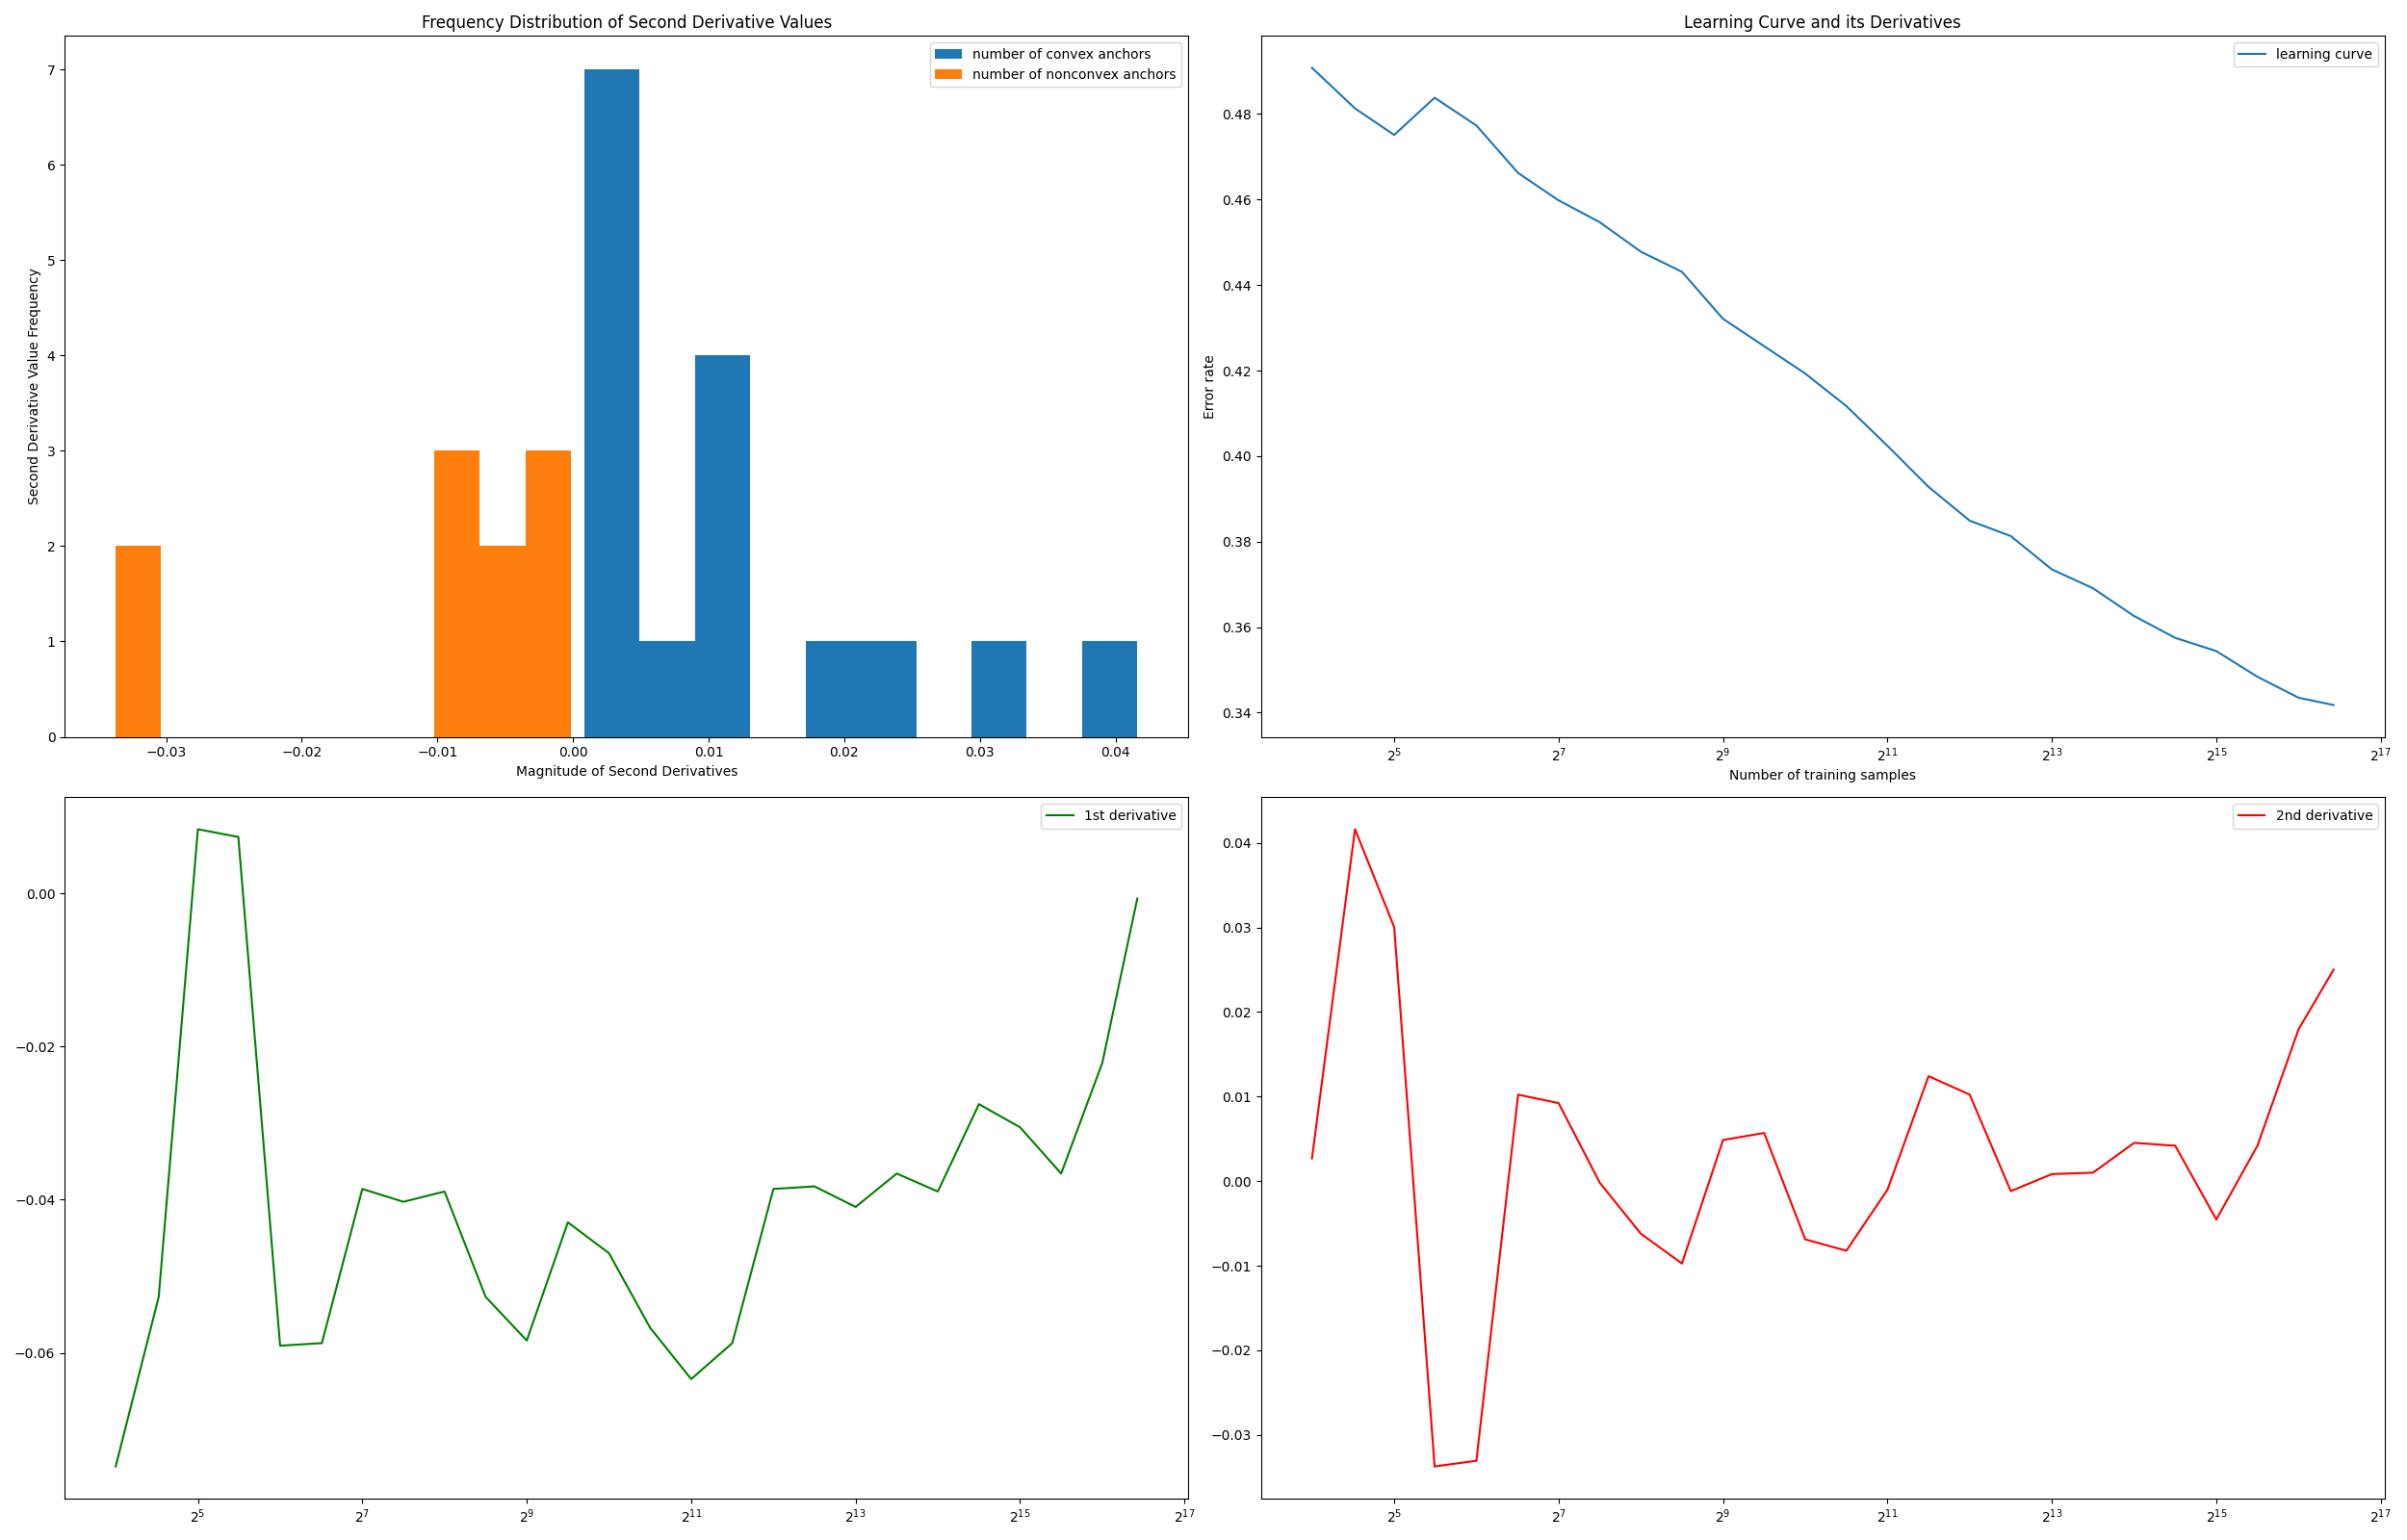 Frequency Distribution of Second Derivative Values
number of convex anchors
number of nonconvex anchors
Second Derivative Value Frequency
7
6
5
4
3
2
1
0
−0.03 −0.02 −0.01 0.00 0.01 0.02 0.03 0.04
Magnitude of Second Derivatives
Learning Curve and its Derivatives
learning curve
Error rate
0.48
0.46
0.44
0.42
0.40
0.38
0.36
0.34
2^5 2^7 2^9 2^11 2^13 2^15 2^17
Number of training samples
1st derivative
0.00
−0.02
−0.04
−0.06
2^5 2^7 2^9 2^11 2^13 2^15 2^17
2nd derivative
0.04
0.03
0.02
0.01
0.00
−0.01
−0.02
−0.03
2^5 2^7 2^9 2^11 2^13 2^15 2^17